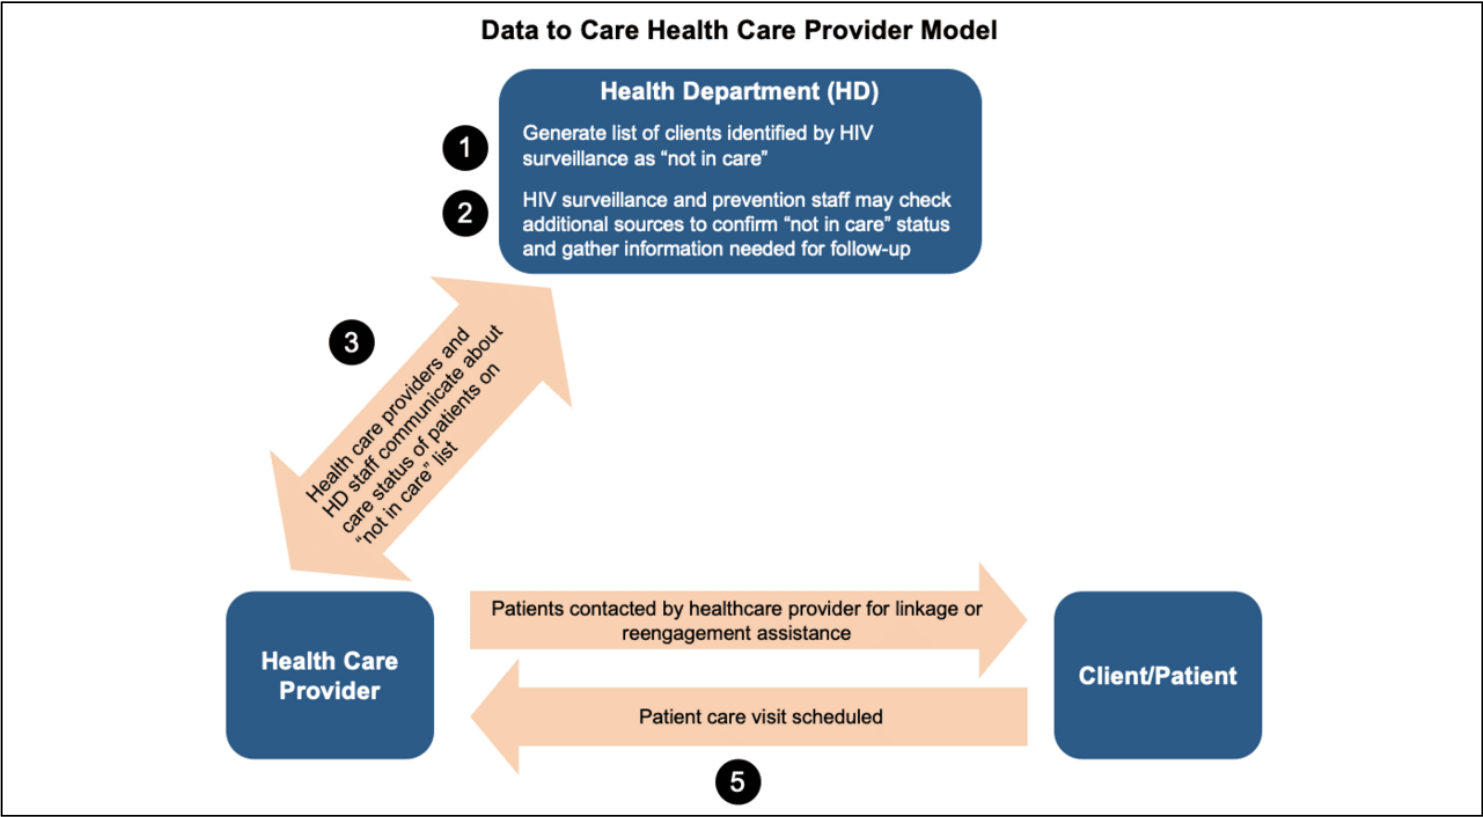 Data to Care Health Care Provider Model
Health Department (HD)
1
Generate list of clients identified by HIV
surveillance as “not in care”
2
HIV surveillance and prevention staff may check
additional sources to confirm “not in care” status
and gather information needed for follow-up
3
Health care providers and
HD staff communicate about
care status of patients on
“not in care” list
Health Care
Provider
Patients contacted by healthcare provider for linkage or
reengagement assistance
Patient care visit scheduled
5
Client/Patient